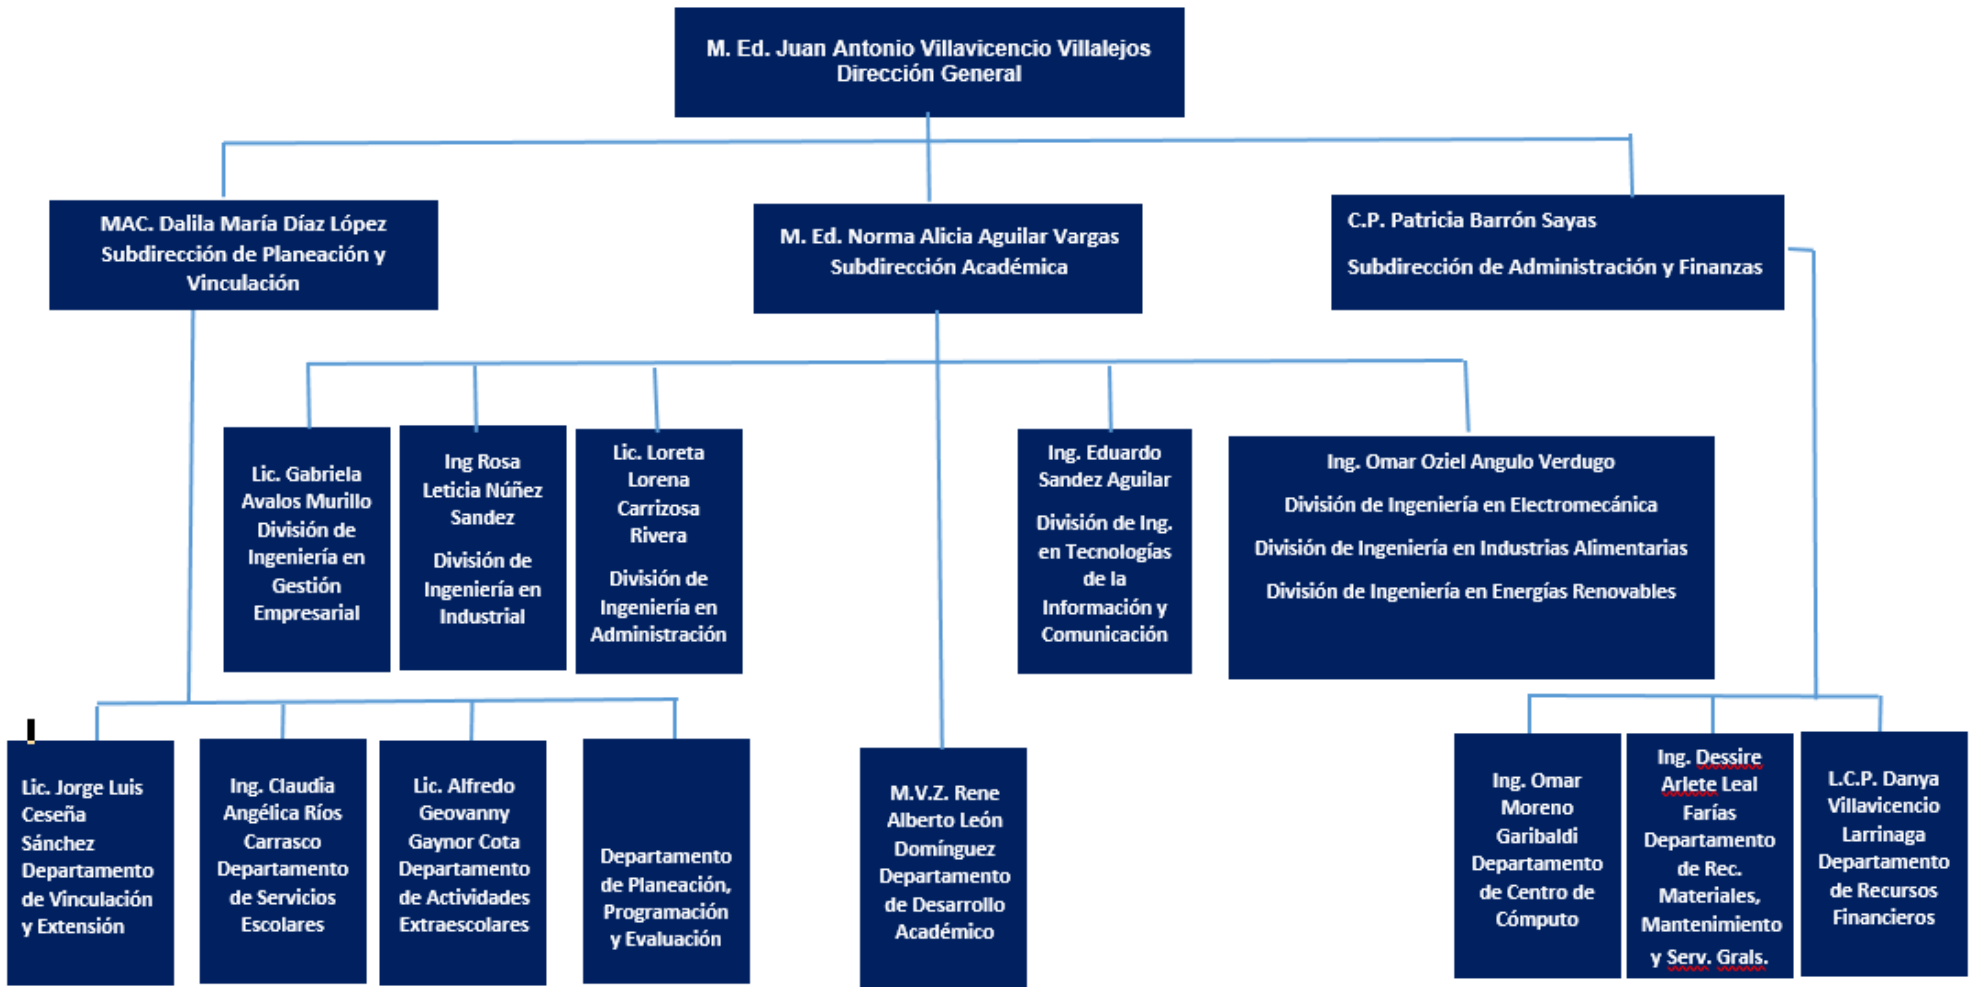 M. Ed. Juan Antonio Villavicencio Villalejos
Dirección General
MAC. Dalila María Díaz López
Subdirección de Planeación y
Vinculación
M. Ed. Norma Alicia Aguilar Vargas
Subdirección Académica
C.P. Patricia Barrón Sayas
Subdirección de Administración y Finanzas
Lic. Gabriela
Avalos Murillo
División de
Ingeniería en
Gestión
Empresarial
Ing Rosa
Leticia Núñez
Sandez
División de
Ingeniería en
Industrial
Lic. Loreta
Lorena
Carrizosa
Rivera
División de
Ingeniería en
Administración
Ing. Eduardo
Sandez Aguilar
División de Ing.
en Tecnologías
de la
Información y
Comunicación
Ing. Omar Oziel Angulo Verdugo
División de Ingeniería en Electromecánica
División de Ingeniería en Industrias Alimentarias
División de Ingeniería en Energías Renovables
Lic. Jorge Luis
Ceseña
Sánchez
Departamento
de Vinculación
y Extensión
Ing. Claudia
Angélica Ríos
Carrasco
Departamento
de Servicios
Escolares
Lic. Alfredo
Geovanny
Gaynor Cota
Departamento
de Actividades
Extraescolares
Departamento
de Planeación,
Programación
y Evaluación
M.V.Z. Rene
Alberto León
Domínguez
Departamento
de Desarrollo
Académico
Ing. Omar
Moreno
Garibaldi
Departamento
de Centro de
Cómputo
Ing. Dessire
Arlete Leal
Farías
Departamento
de Rec.
Materiales,
Mantenimiento
y Serv. Grals.
L.C.P. Danya
Villavicencio
Larrinaga
Departamento
de Recursos
Financieros